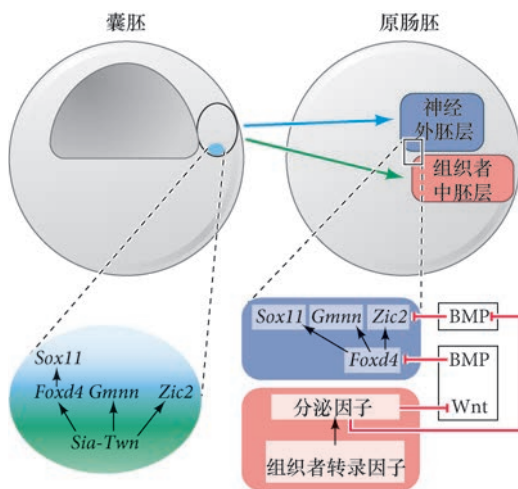 囊胚
原肠胚
神经
外胚层
组织者
中胚层
Sox11
Foxd4 Gmnn Zic2
Sia-Twn
Sox11 Gmnn Zic2
Foxd4
BMP
BMP
Wnt
分泌因子
组织者转录因子